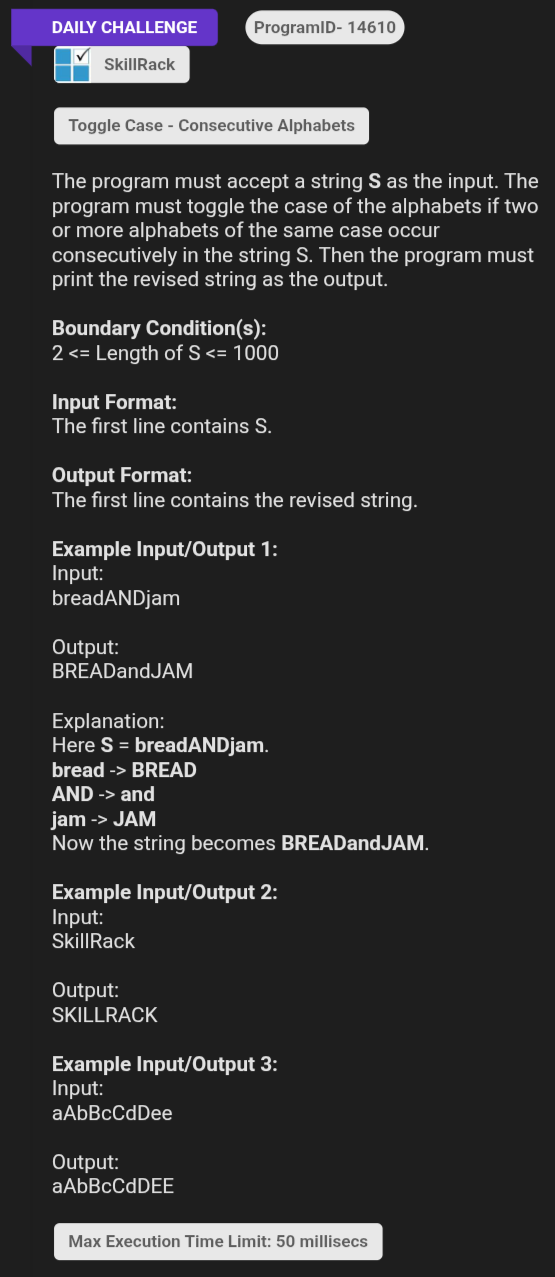 DAILY CHALLENGE
ProgramID- 14610
SkillRack
Toggle Case - Consecutive Alphabets
The program must accept a string S as the input. The
program must toggle the case of the alphabets if two
or more alphabets of the same case occur
consecutively in the string S. Then the program must
print the revised string as the output.
Boundary Condition(s):
2 <= Length of S <= 1000
Input Format:
The first line contains S.
Output Format:
The first line contains the revised string.
Example Input/Output 1:
Input:
breadANDjam
Output:
BREADandJAM
Explanation:
Here S = breadANDjam.
bread -> BREAD
AND -> and
jam -> JAM
Now the string becomes BREADandJAM.
Example Input/Output 2:
Input:
SkillRack
Output:
SKILLRACK
Example Input/Output 3:
Input:
aAbBcCdDee
Output:
aAbBcCdDEE
Max Execution Time Limit: 50 millisecs